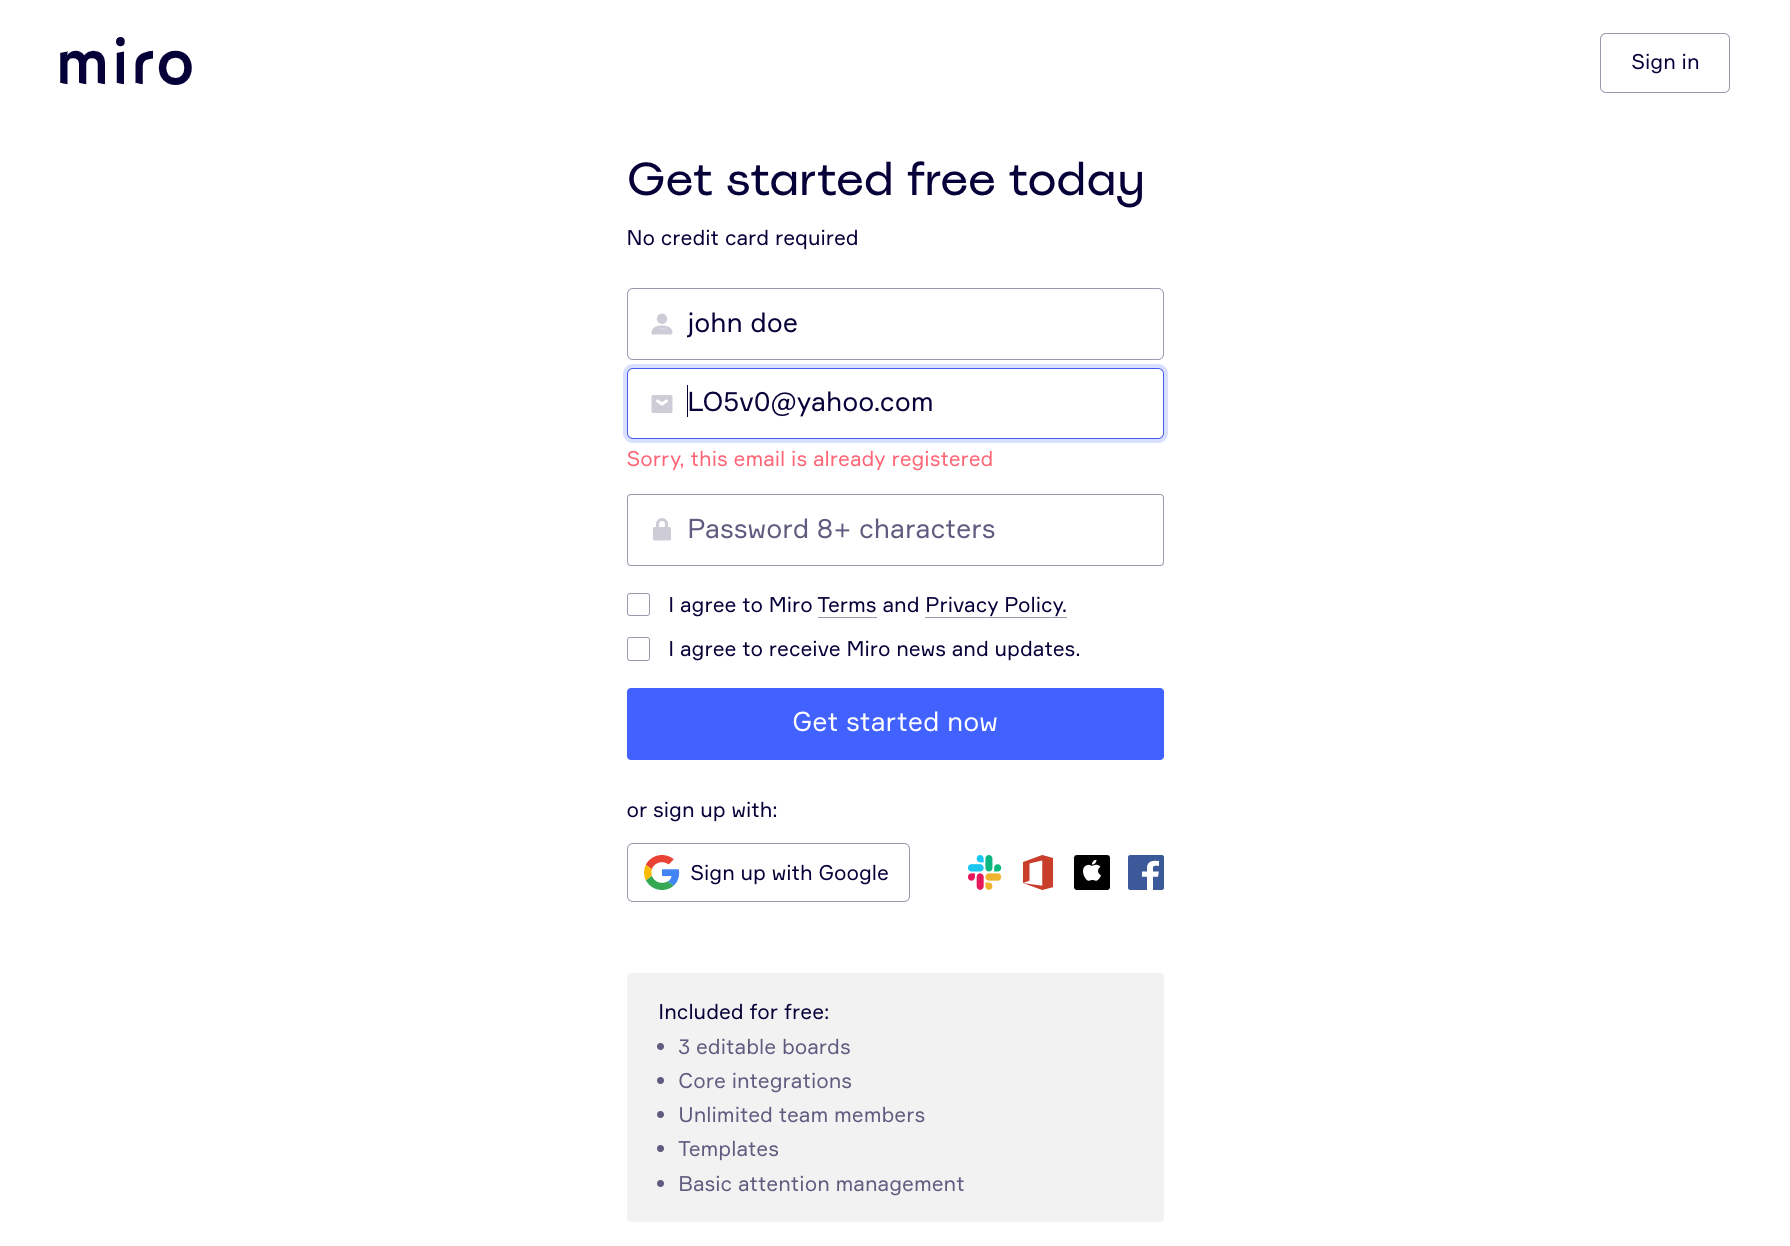 miro
Sign in
Get started free today
No credit card required
john doe
LO5v0@yahoo.com
Sorry, this email is already registered
Password 8+ characters
I agree to Miro Terms and Privacy Policy.
I agree to receive Miro news and updates.
Get started now
or sign up with:
Sign up with Google
Included for free:
• 3 editable boards
• Core integrations
• Unlimited team members
• Templates
• Basic attention management